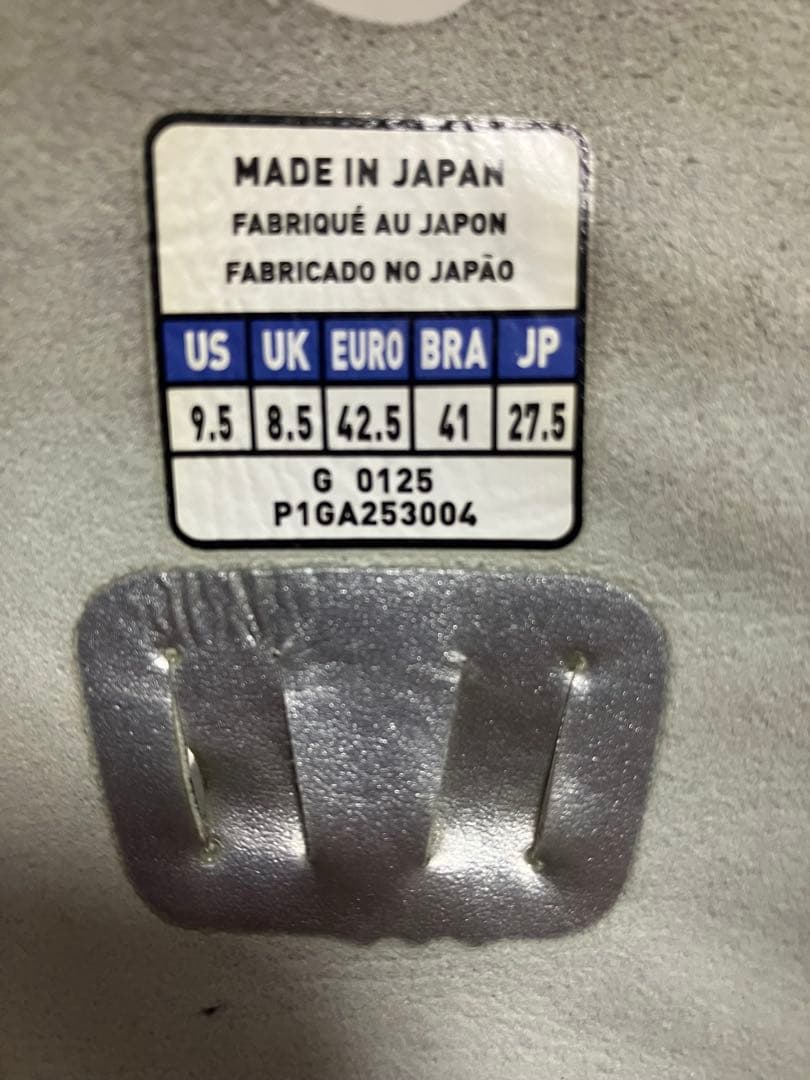 MADE IN JAPAN
FABRIQUÉ AU JAPON
FABRICADO NO JAPÃO
US UK EURO BRA JP
9.5 8.5 42.5 41 27.5
G 0125
P1GA253004